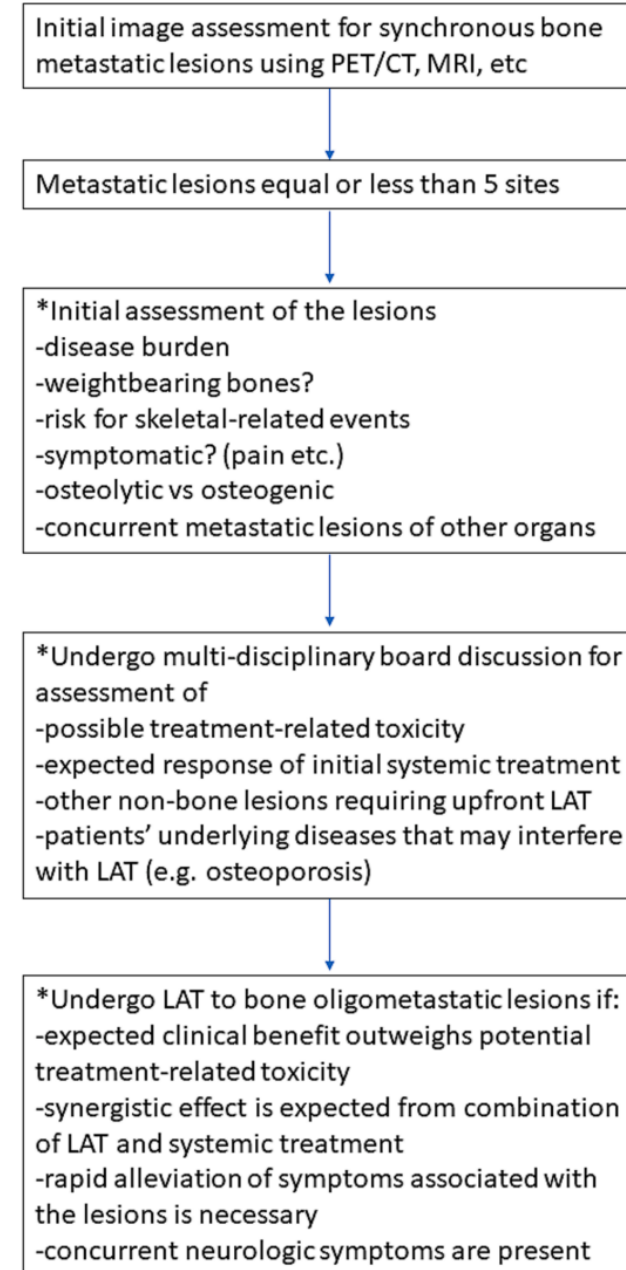 Initial image assessment for synchronous bone
metastatic lesions using PET/CT, MRI, etc
Metastatic lesions equal or less than 5 sites
*Initial assessment of the lesions
-disease burden
-weightbearing bones?
-risk for skeletal-related events
-symptomatic? (pain etc.)
-osteolytic vs osteogenic
-concurrent metastatic lesions of other organs
*Undergo multi-disciplinary board discussion for
assessment of
-possible treatment-related toxicity
-expected response of initial systemic treatment
-other non-bone lesions requiring upfront LAT
-patients' underlying diseases that may interfere
with LAT (e.g. osteoporosis)
*Undergo LAT to bone oligometastatic lesions if:
-expected clinical benefit outweighs potential
treatment-related toxicity
-synergistic effect is expected from combination
of LAT and systemic treatment
-rapid alleviation of symptoms associated with
the lesions is necessary
-concurrent neurologic symptoms are present